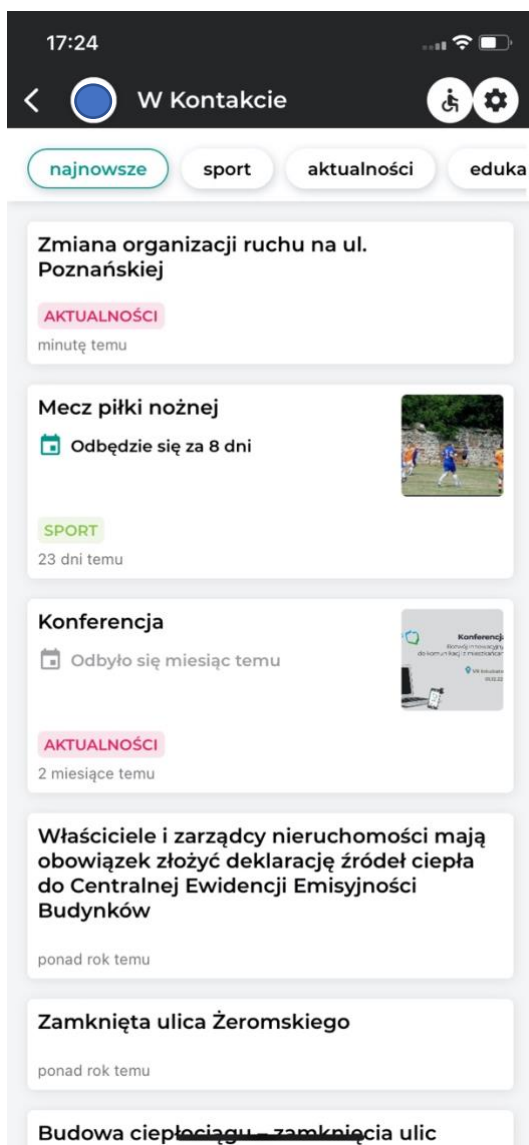 17:24
W Kontakcie
najnowsze sport aktualności eduka
Zmiana organizacji ruchu na ul.
Poznańskiej
AKTUALNOŚCI
minutę temu
Mecz piłki nożnej
Odbędzie się za 8 dni
SPORT
23 dni temu
Konferencja
Odbyło się miesiąc temu
Konferencja
AKTUALNOŚCI
2 miesiące temu
Właściciele i zarządcy nieruchomości mają
obowiązek złożyć deklarację źródeł ciepła
do Centralnej Ewidencji Emisyjności
Budynków
ponad rok temu
Zamknięta ulica Żeromskiego
ponad rok temu
Budowa ciepłociągu – zamknięcia ulic